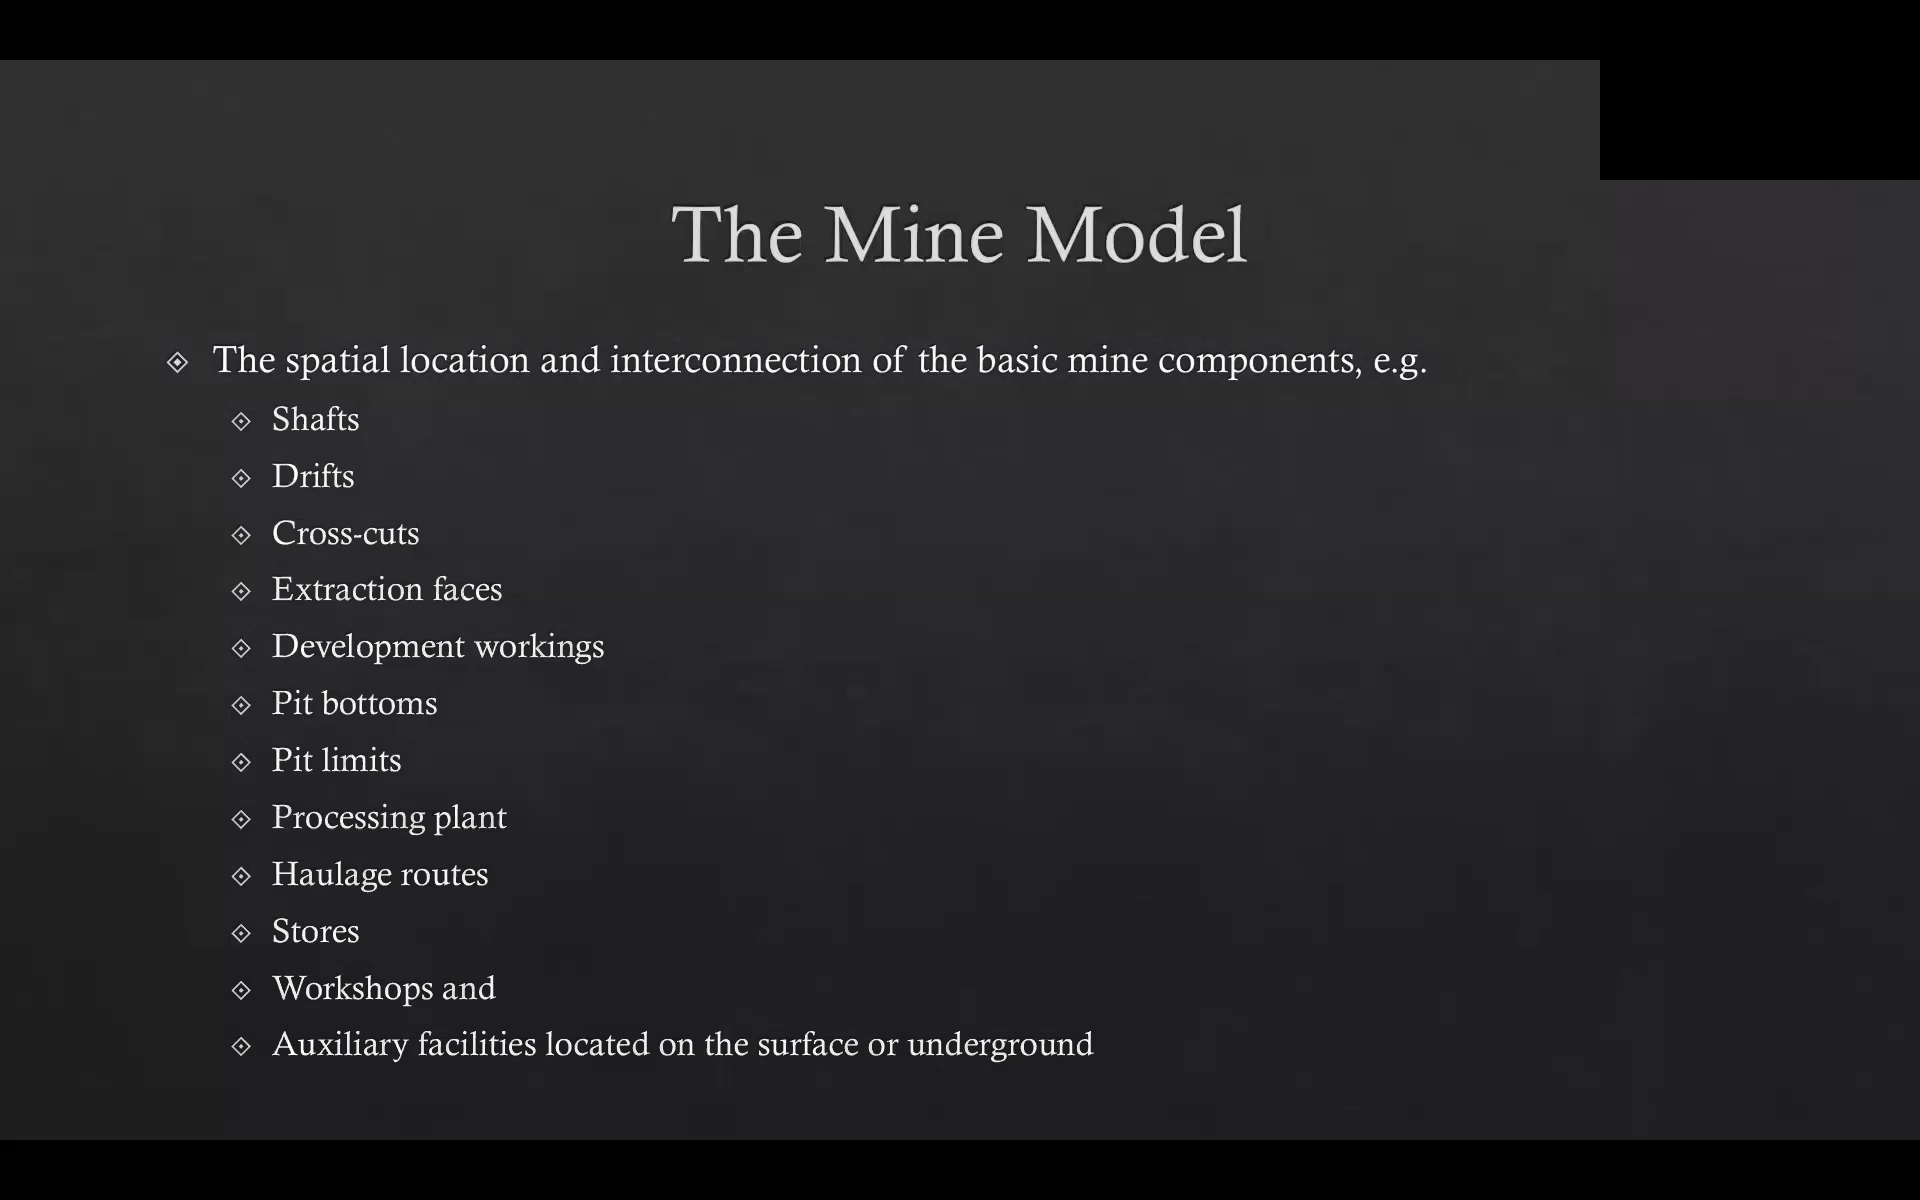 The Mine Model
The spatial location and interconnection of the basic mine components, e.g.
Shafts
Drifts
Cross-cuts
Extraction faces
Development workings
Pit bottoms
Pit limits
Processing plant
Haulage routes
Stores
Workshops and
Auxiliary facilities located on the surface or underground